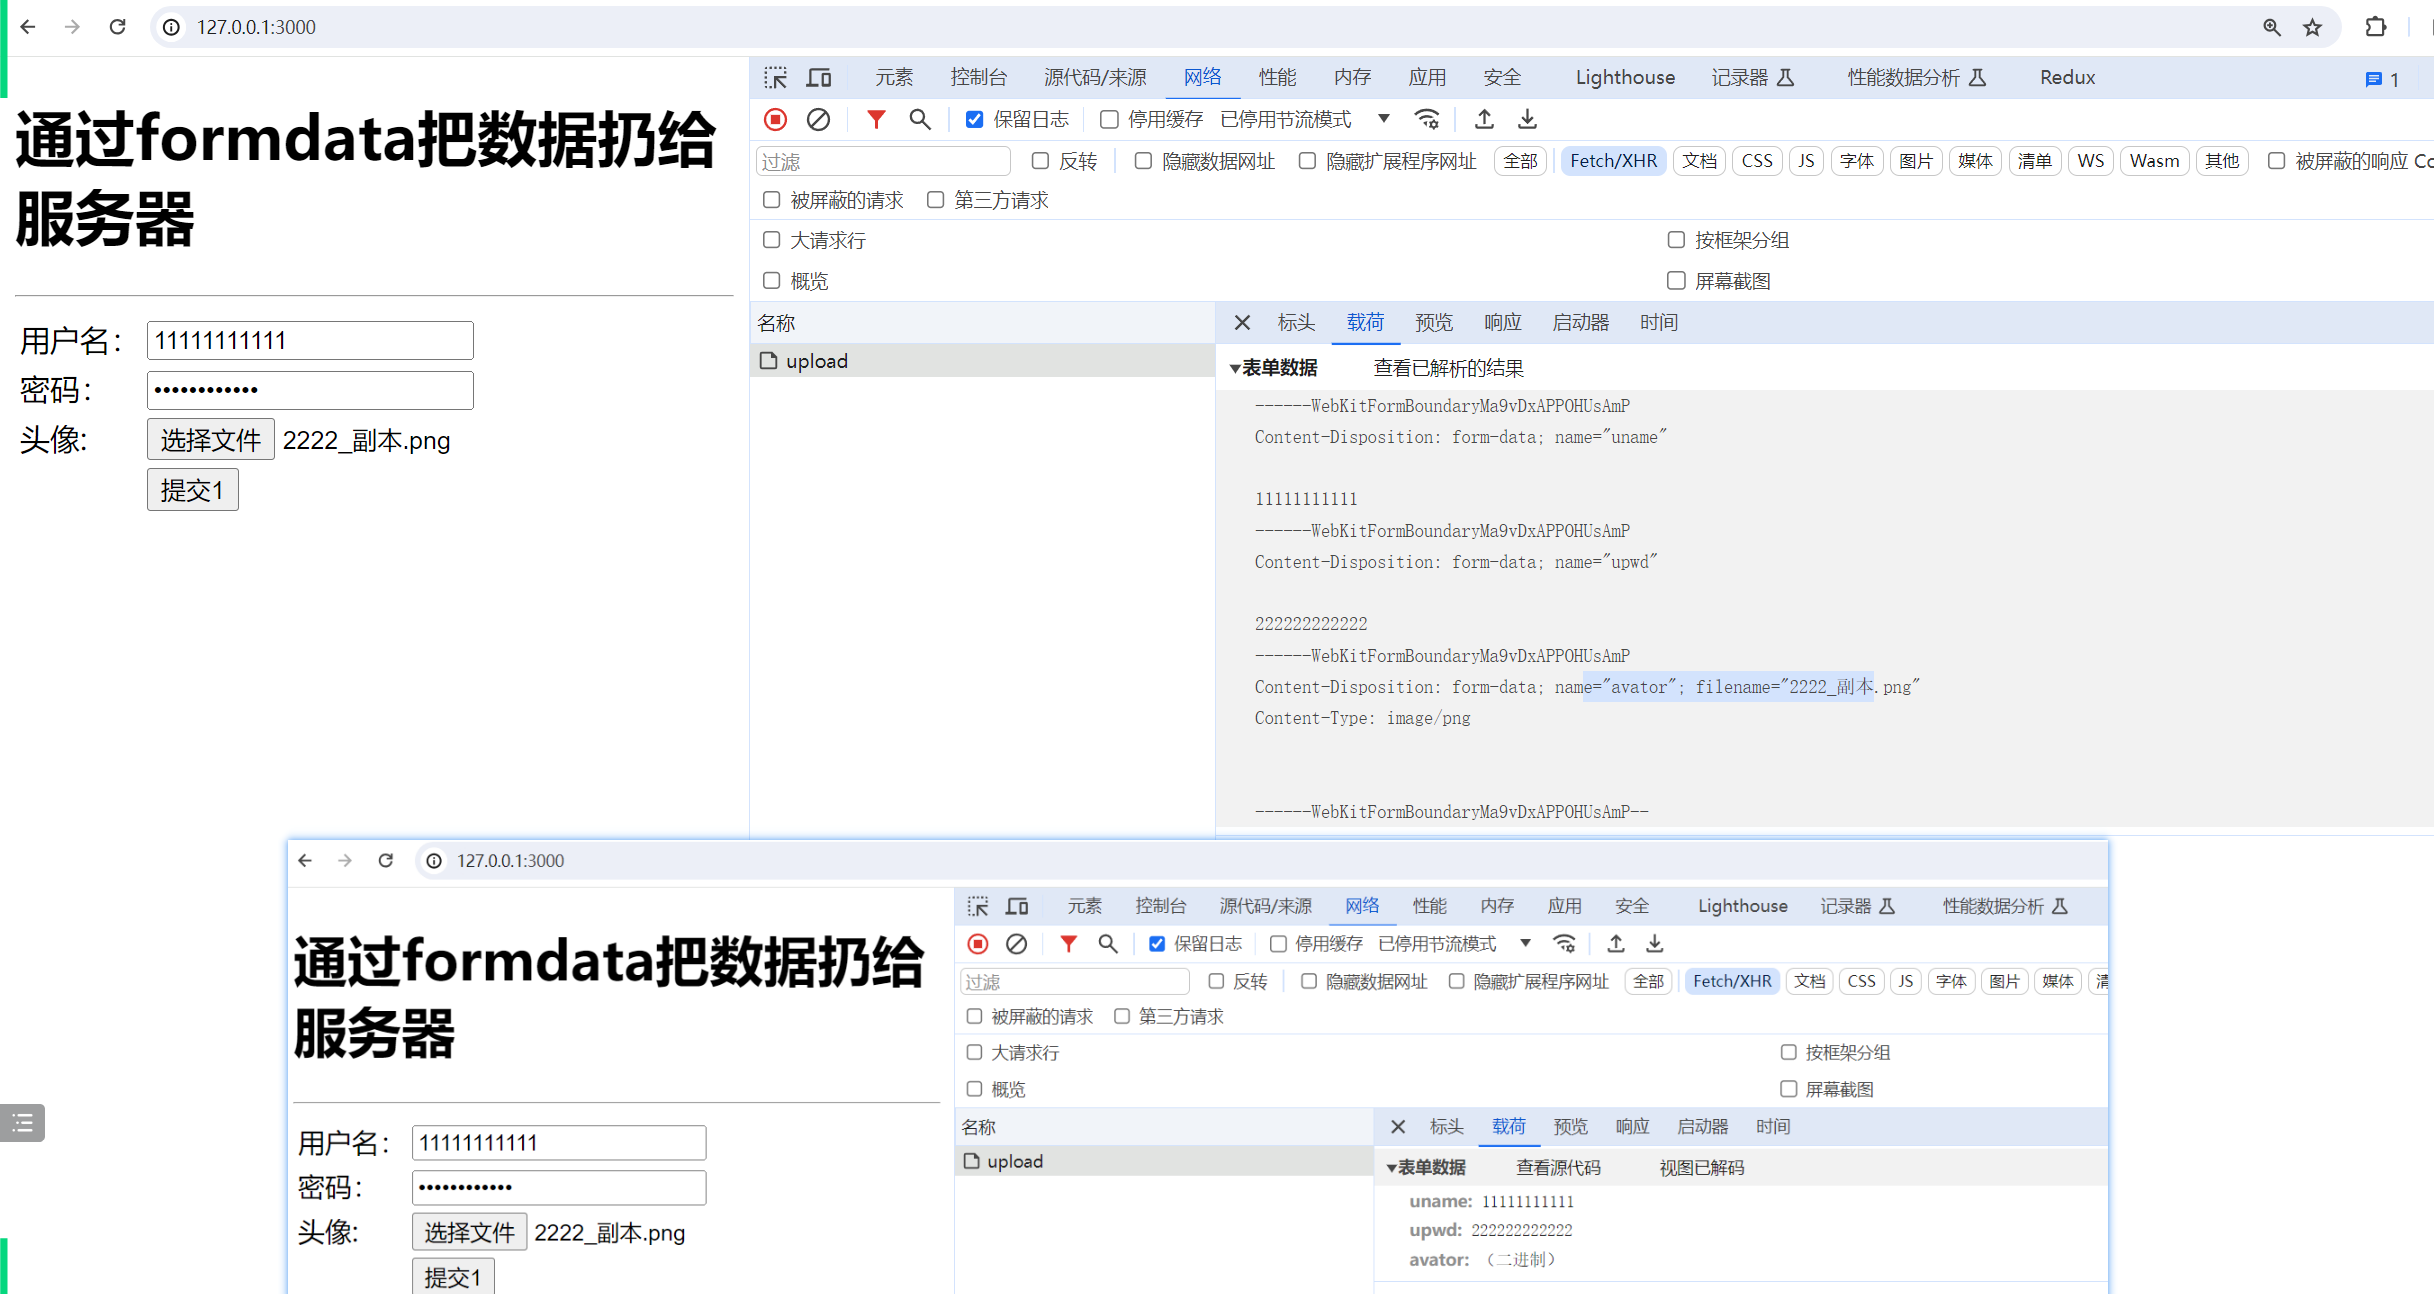 127.0.0.1:3000
通过formdata把数据扔给
服务器
用户名：
11111111111
密码：
••••••••••••
头像:
选择文件 2222_副本.png
提交1
元素 控制台 源代码/来源 网络 性能 内存 应用 安全 Lighthouse 记录器 性能数据分析 Redux 1
保留日志 停用缓存 已停用节流模式
过滤 反转 隐藏数据网址 隐藏扩展程序网址 全部 Fetch/XHR 文档 CSS JS 字体 图片 媒体 清单 WS Wasm 其他 被屏蔽的响应 Co
被屏蔽的请求 第三方请求
大请求行 按框架分组
概览 屏幕截图
名称
upload
标头 载荷 预览 响应 启动器 时间
表单数据 查看已解析的结果
------WebKitFormBoundaryMa9vDxAPPOHUsAmP
Content-Disposition: form-data; name="uname"
11111111111
------WebKitFormBoundaryMa9vDxAPPOHUsAmP
Content-Disposition: form-data; name="upwd"
222222222222
------WebKitFormBoundaryMa9vDxAPPOHUsAmP
Content-Disposition: form-data; name="avator"; filename="2222_副本.png"
Content-Type: image/png
------WebKitFormBoundaryMa9vDxAPPOHUsAmP--
127.0.0.1:3000
通过formdata把数据扔给
服务器
用户名：
11111111111
密码：
••••••••••••
头像:
选择文件 2222_副本.png
提交1
元素 控制台 源代码/来源 网络 性能 内存 应用 安全 Lighthouse 记录器 性能数据分析
保留日志 停用缓存 已停用节流模式
过滤 反转 隐藏数据网址 隐藏扩展程序网址 全部 Fetch/XHR 文档 CSS JS 字体 图片 媒体
被屏蔽的请求 第三方请求
大请求行 按框架分组
概览 屏幕截图
名称
upload
标头 载荷 预览 响应 启动器 时间
表单数据 查看源代码 视图已解码
uname: 11111111111
upwd: 222222222222
avator: （二进制）